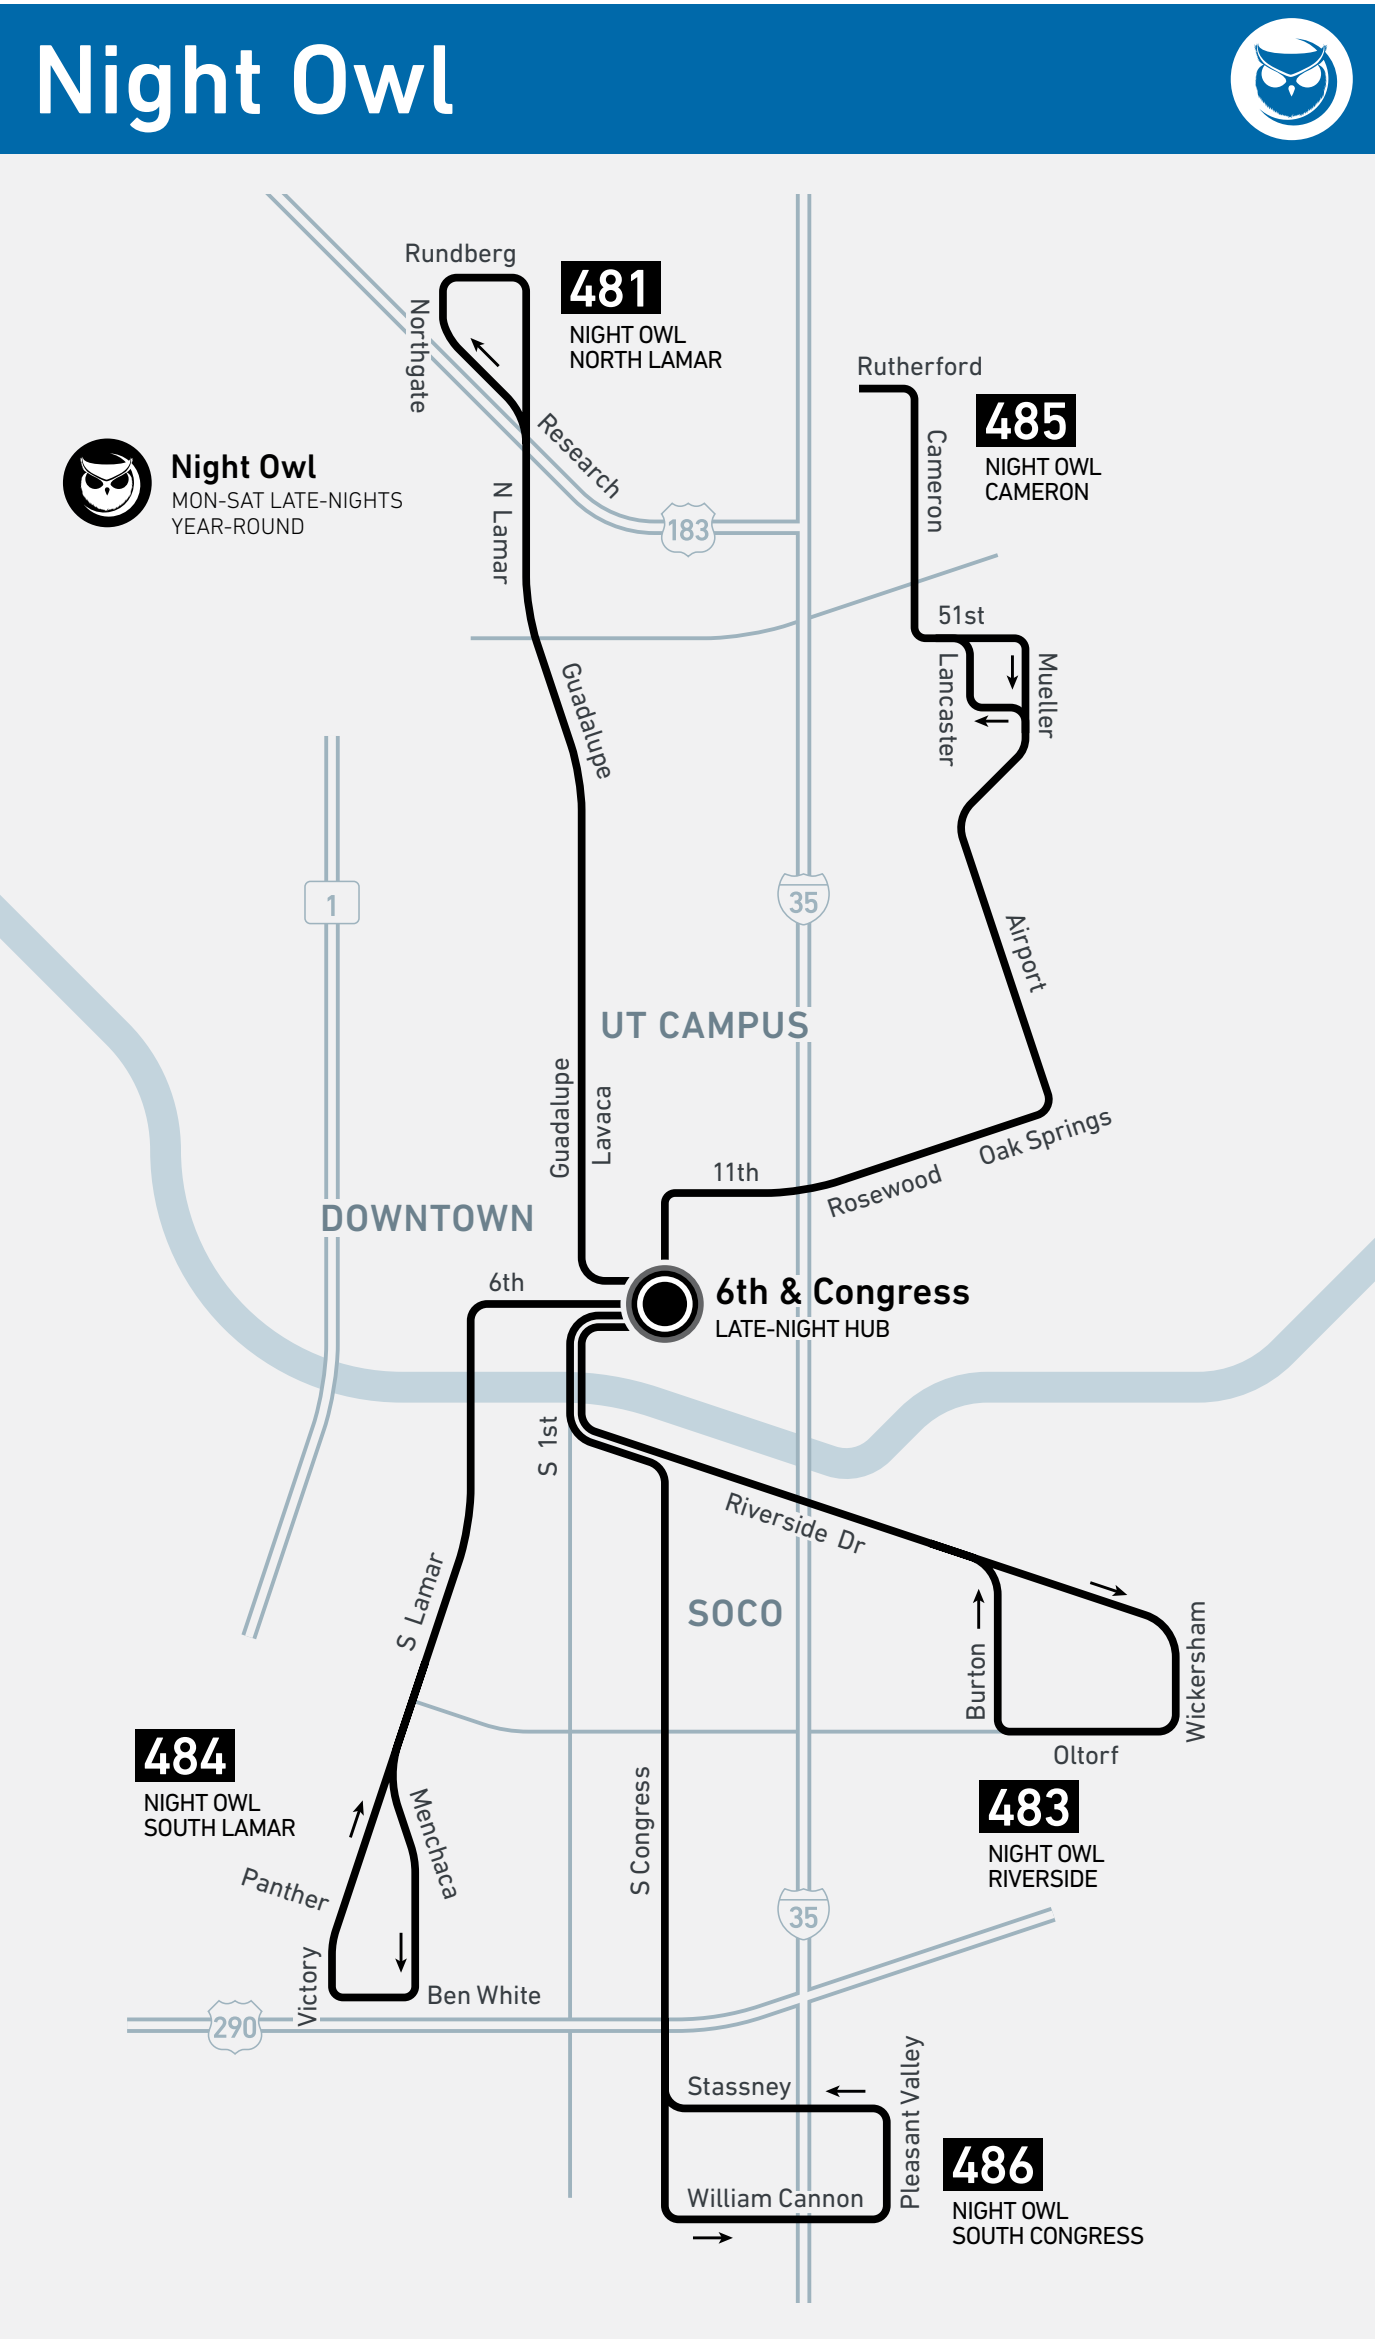 Night Owl
Rundberg
481
NIGHT OWL
NORTH LAMAR
Northgate
Rutherford
485
NIGHT OWL
CAMERON
Cameron
Research
Night Owl
MON-SAT LATE-NIGHTS
YEAR-ROUND
N Lamar
183
51st
Lancaster
Mueller
Guadalupe
1
35
Airport
UT CAMPUS
Guadalupe
Lavaca
Oak Springs
11th
Rosewood
DOWNTOWN
6th
6th & Congress
LATE-NIGHT HUB
S 1st
Riverside Dr
S Lamar
SOCO
Burton
Wickersham
484
NIGHT OWL
SOUTH LAMAR
Oltorf
483
NIGHT OWL
RIVERSIDE
Menchaca
S Congress
Panther
35
Victory
Ben White
290
Stassney
Pleasant Valley
486
NIGHT OWL
SOUTH CONGRESS
William Cannon